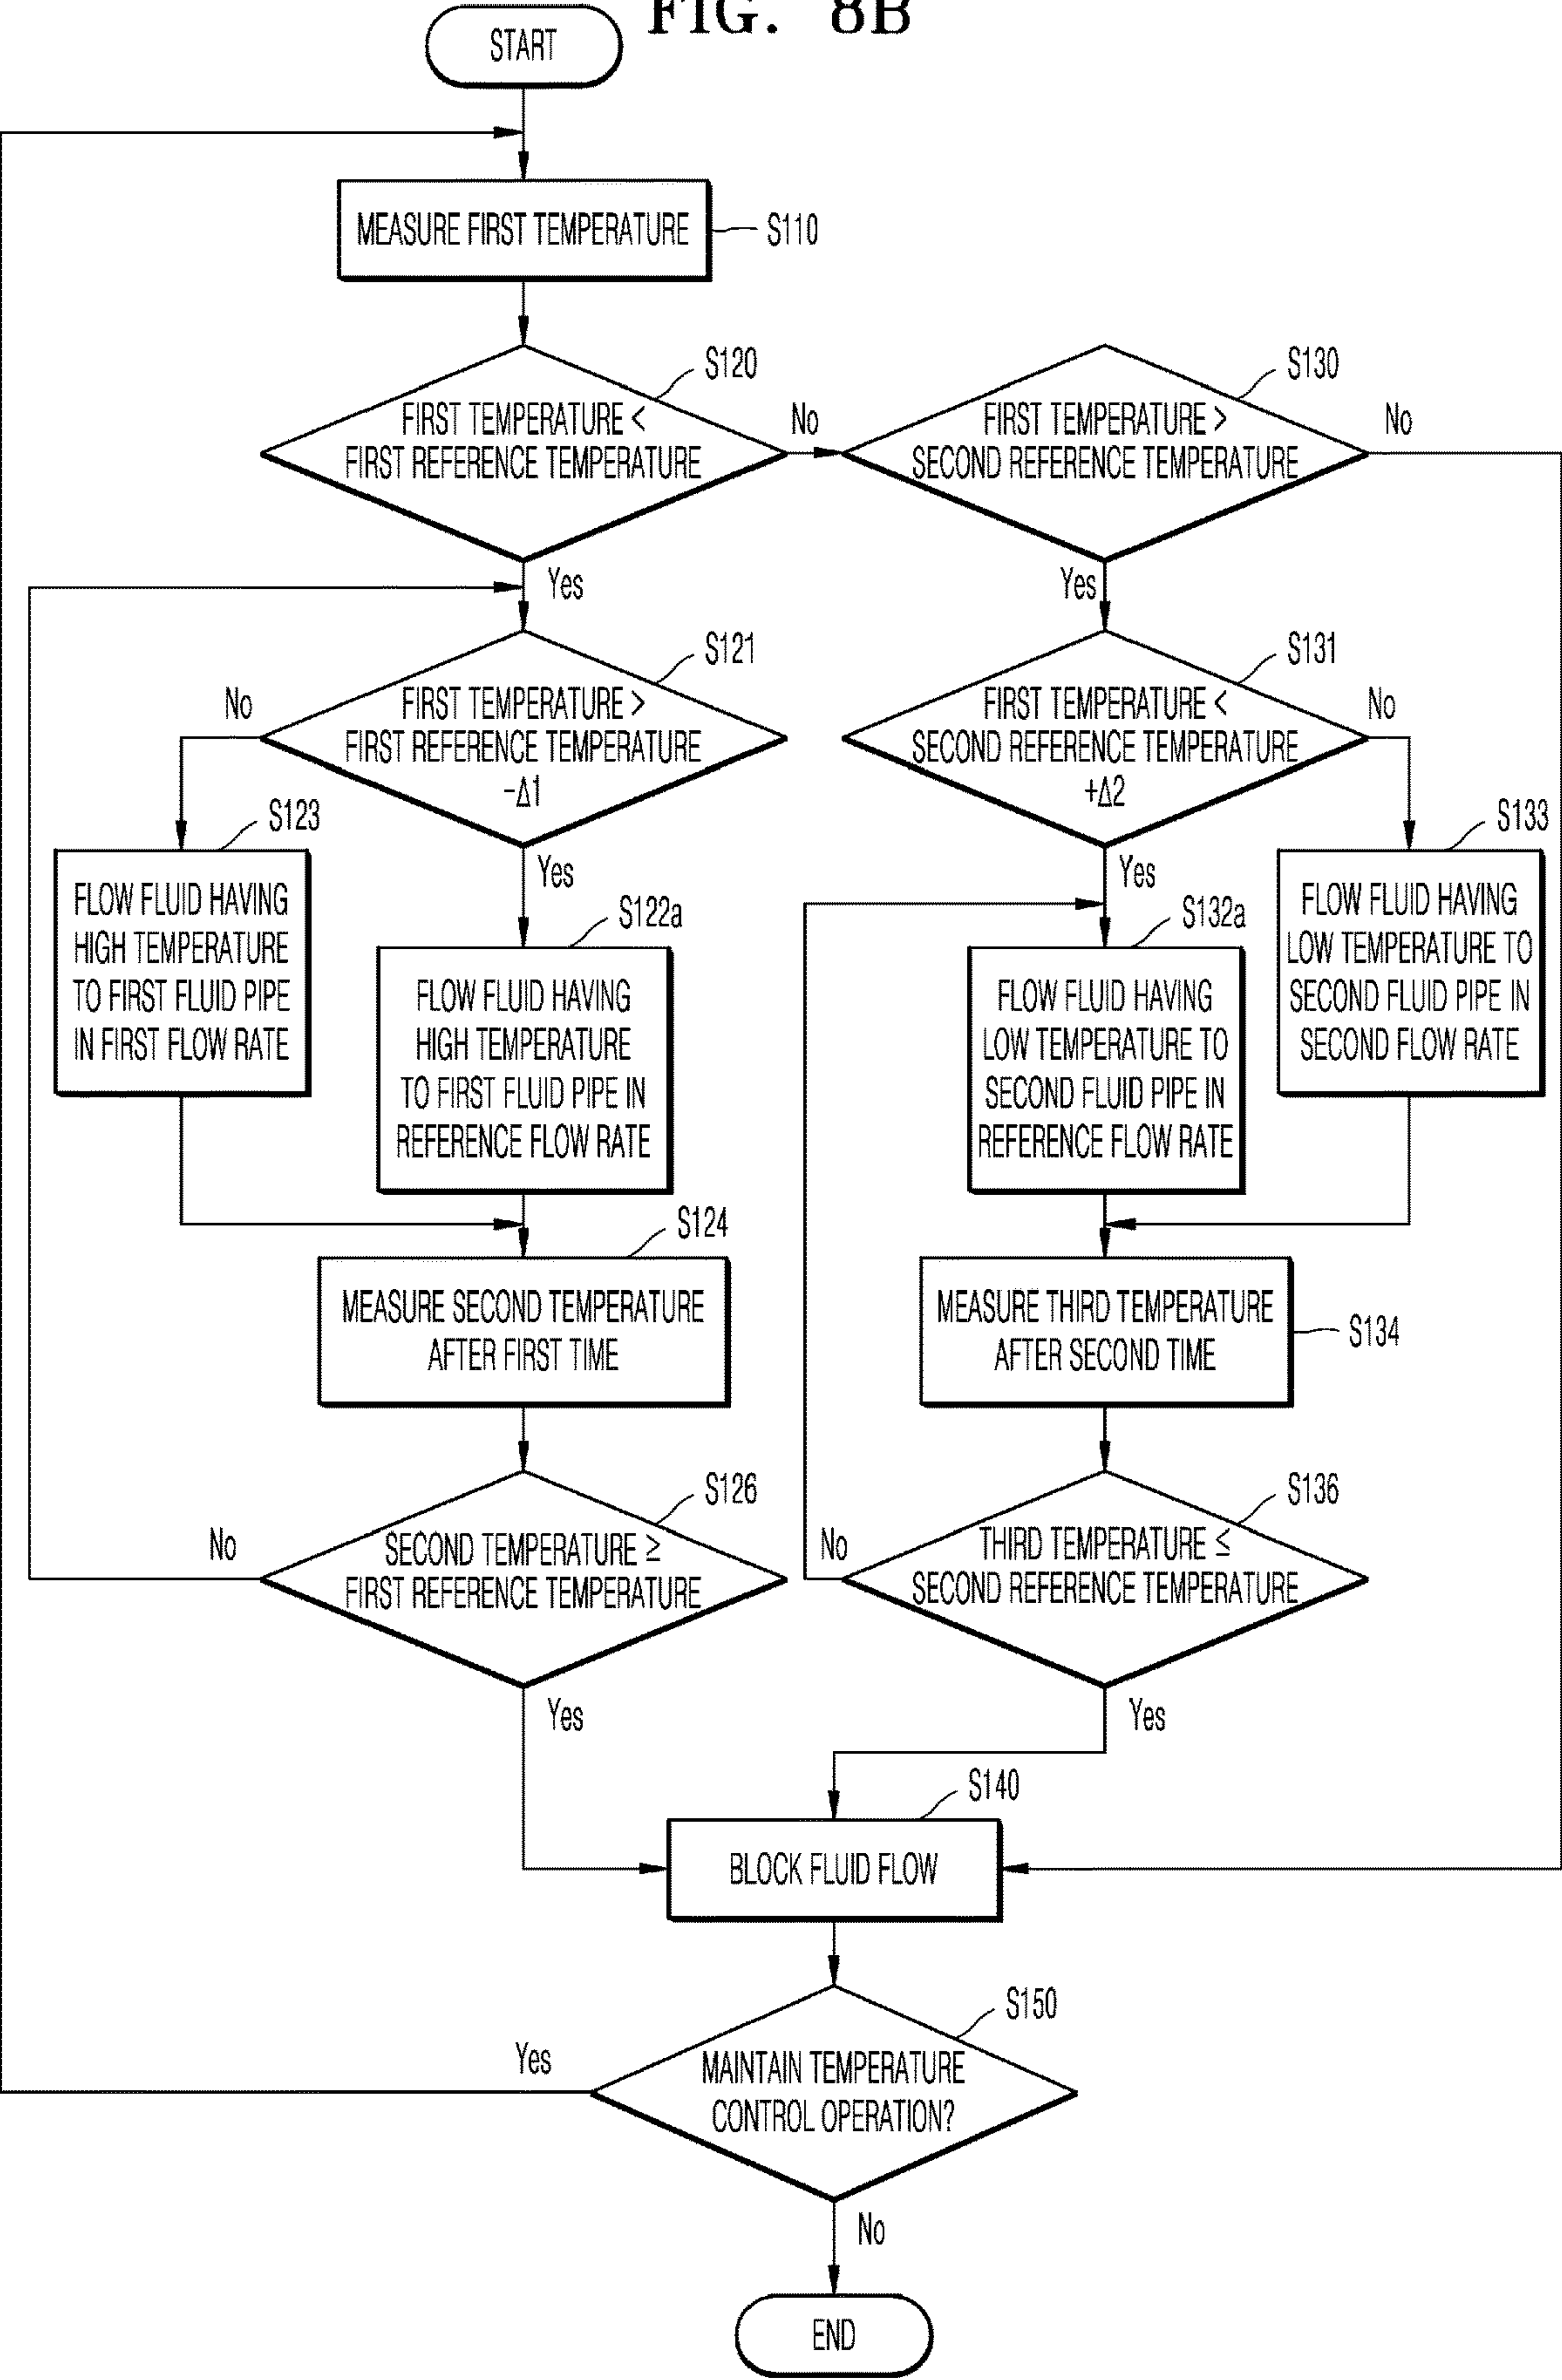 FIG. 8B
START
MEASURE FIRST TEMPERATURE
S110
S120
FIRST TEMPERATURE <
FIRST REFERENCE TEMPERATURE
No
S130
FIRST TEMPERATURE >
SECOND REFERENCE TEMPERATURE
No
Yes
Yes
S121
FIRST TEMPERATURE >
FIRST REFERENCE TEMPERATURE
-Δ1
No
S131
FIRST TEMPERATURE <
SECOND REFERENCE TEMPERATURE
+Δ2
No
S123
FLOW FLUID HAVING
HIGH TEMPERATURE
TO FIRST FLUID PIPE
IN FIRST FLOW RATE
Yes
S122a
FLOW FLUID HAVING
HIGH TEMPERATURE
TO FIRST FLUID PIPE IN
REFERENCE FLOW RATE
Yes
S132a
FLOW FLUID HAVING
LOW TEMPERATURE TO
SECOND FLUID PIPE IN
REFERENCE FLOW RATE
S133
FLOW FLUID HAVING
LOW TEMPERATURE TO
SECOND FLUID PIPE IN
SECOND FLOW RATE
S124
MEASURE SECOND TEMPERATURE
AFTER FIRST TIME
MEASURE THIRD TEMPERATURE
AFTER SECOND TIME
S134
S126
No
SECOND TEMPERATURE ≥
FIRST REFERENCE TEMPERATURE
S136
No
THIRD TEMPERATURE ≤
SECOND REFERENCE TEMPERATURE
Yes
Yes
S140
BLOCK FLUID FLOW
S150
Yes
MAINTAIN TEMPERATURE
CONTROL OPERATION?
No
END